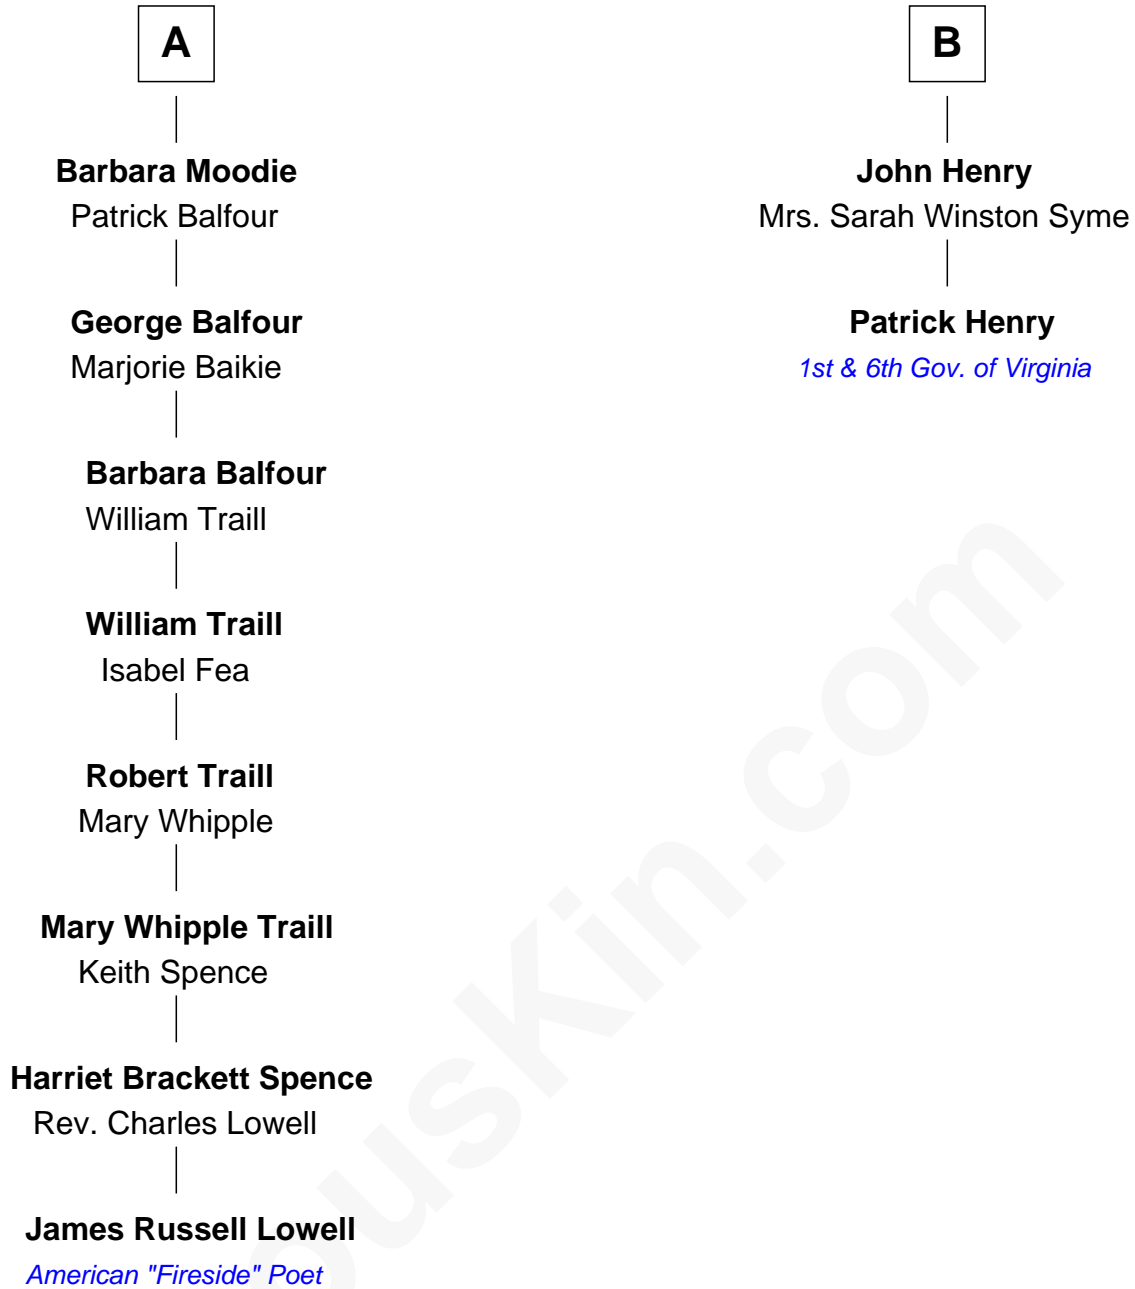 A
Barbara Moodie
Patrick Balfour
George Balfour
Marjorie Baikie
Barbara Balfour
William Traill
William Traill
Isabel Fea
Robert Traill
Mary Whipple
Mary Whipple Traill
Keith Spence
Harriet Brackett Spence
Rev. Charles Lowell
James Russell Lowell
American "Fireside" Poet
B
John Henry
Mrs. Sarah Winston Syme
Patrick Henry
1st & 6th Gov. of Virginia
ouskin.com